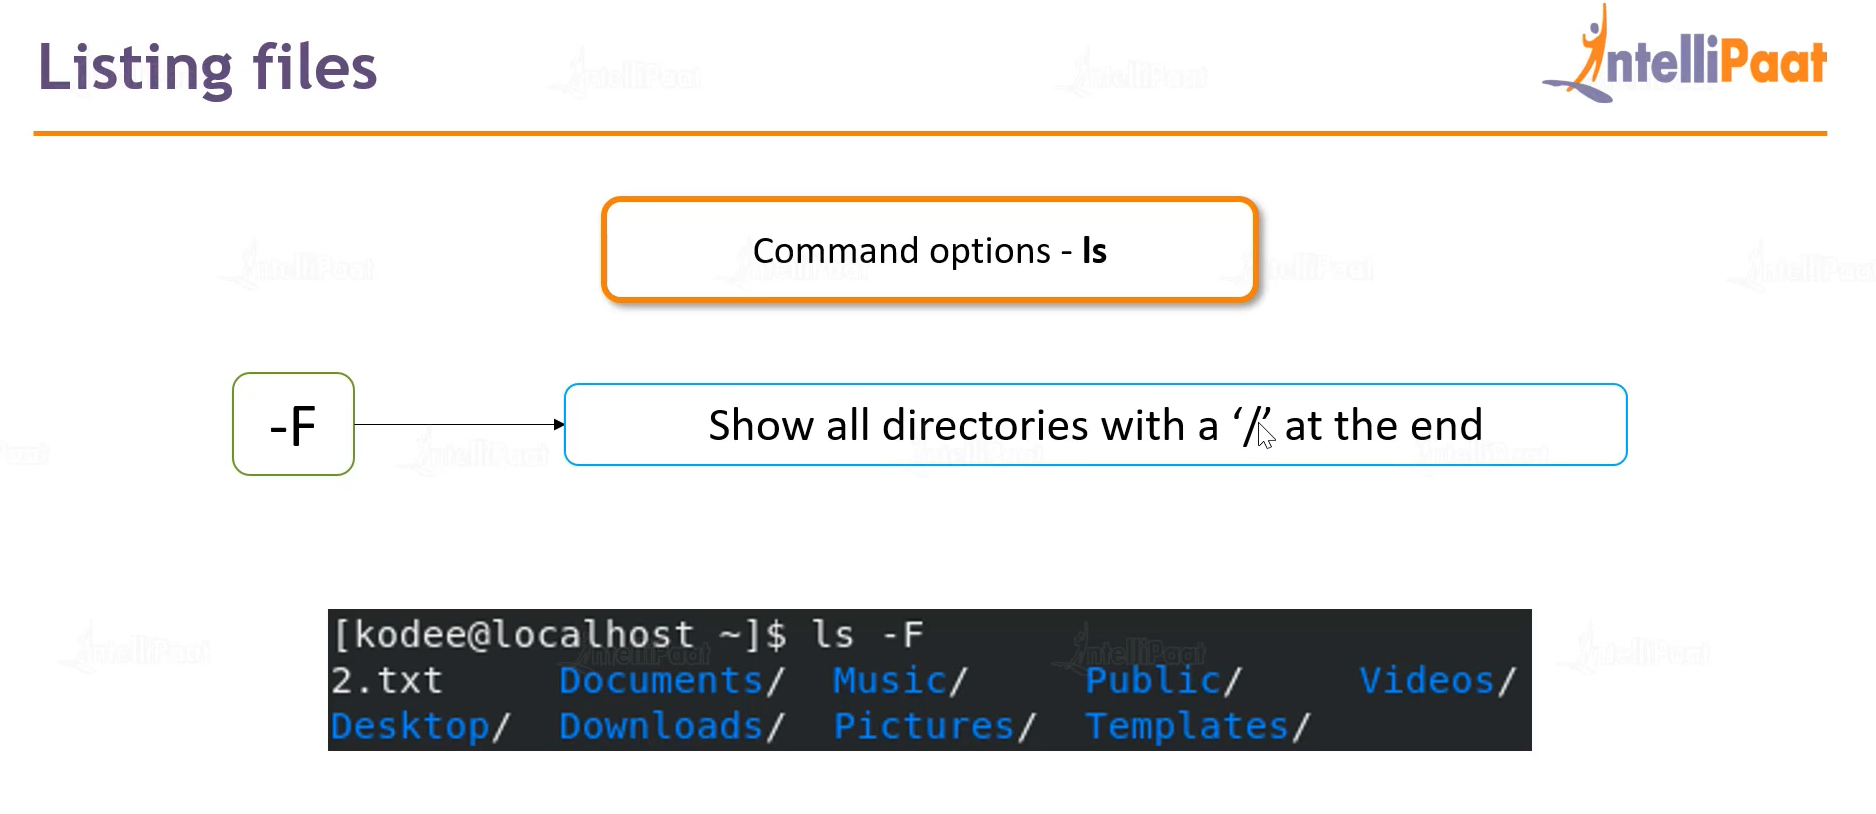 Listing files
IntelliPaat
Command options - ls
-F
Show all directories with a ‘/’ at the end
[kodee@localhost ~]$ ls -F
2.txt Documents/ Music/ Public/ Videos/
Desktop/ Downloads/ Pictures/ Templates/